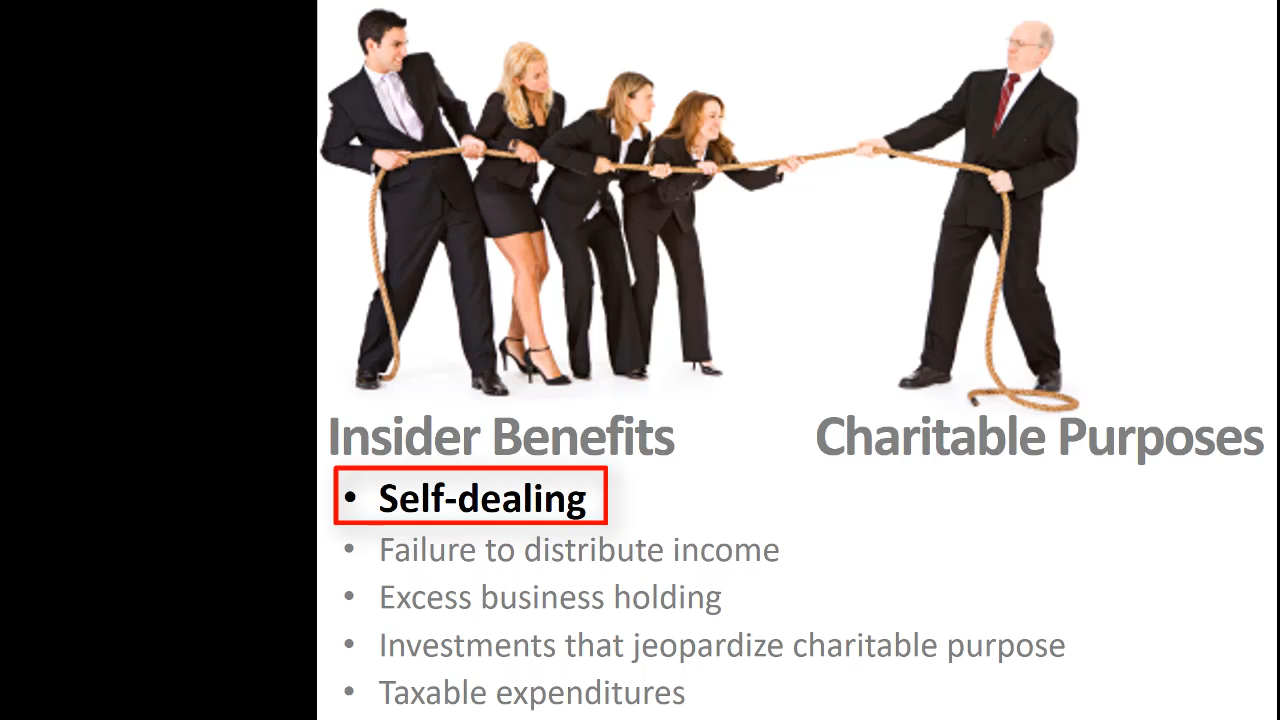 Insider Benefits
Charitable Purposes
• Self-dealing
• Failure to distribute income
• Excess business holding
• Investments that jeopardize charitable purpose
• Taxable expenditures